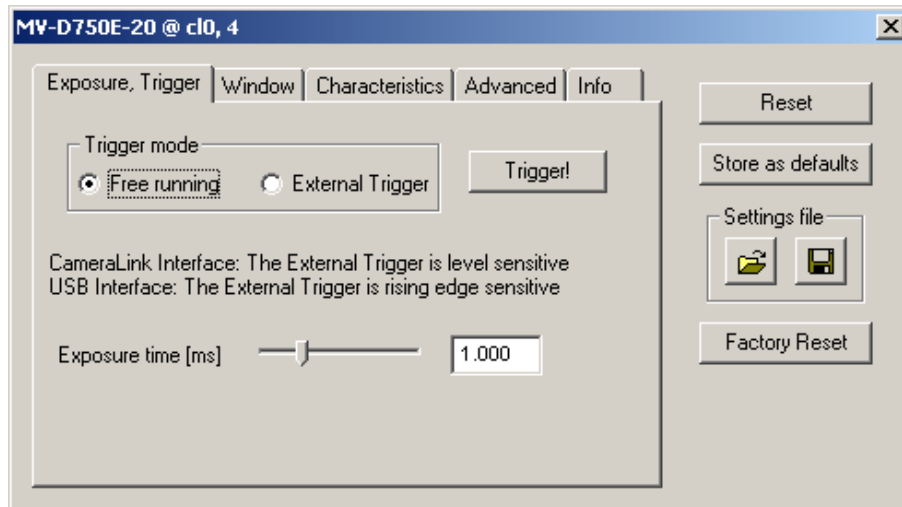 MV-D750E-20 @ cl0, 4
Exposure, Trigger Window Characteristics Advanced Info
Trigger mode
Free running External Trigger
Trigger!
CameraLink Interface: The External Trigger is level sensitive
USB Interface: The External Trigger is rising edge sensitive
Exposure time [ms] 1.000
Reset
Store as defaults
Settings file
Factory Reset